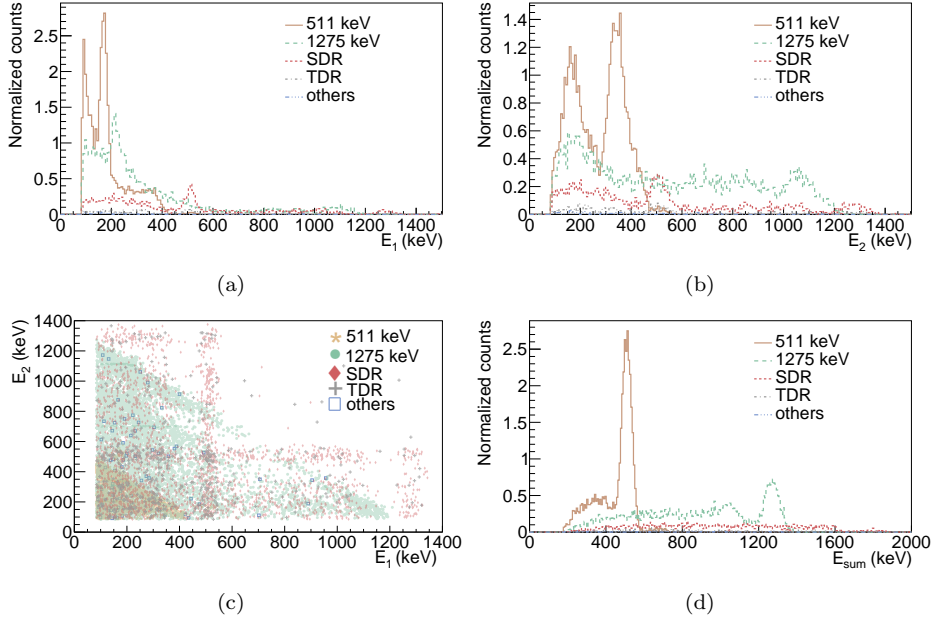 Normalized counts
2.5
2
1.5
1
0.5
0
0 200 400 600 800 1000 1200 1400
E1 (keV)
511 keV
1275 keV
SDR
TDR
others
(a)
Normalized counts
1.4
1.2
1
0.8
0.6
0.4
0.2
0
0 200 400 600 800 1000 1200 1400
E2 (keV)
511 keV
1275 keV
SDR
TDR
others
(b)
E2 (keV)
1400
1200
1000
800
600
400
200
0
0 200 400 600 800 1000 1200 1400
E1 (keV)
511 keV
1275 keV
SDR
TDR
others
(c)
Normalized counts
2.5
2
1.5
1
0.5
0
0 400 800 1200 1600 2000
Esum (keV)
511 keV
1275 keV
SDR
TDR
others
(d)